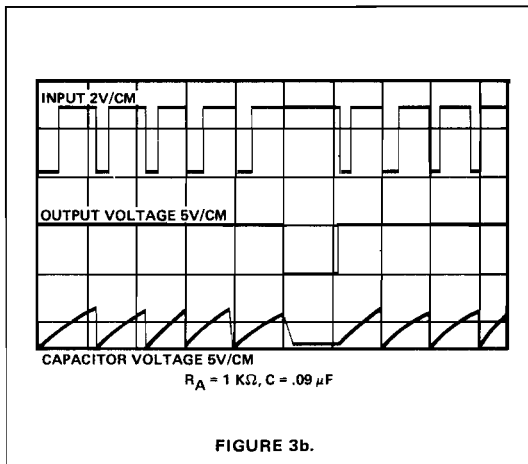 INPUT 2V/CM
OUTPUT VOLTAGE 5V/CM
CAPACITOR VOLTAGE 5V/CM
RA = 1 KΩ, C = .09 µF
FIGURE 3b.